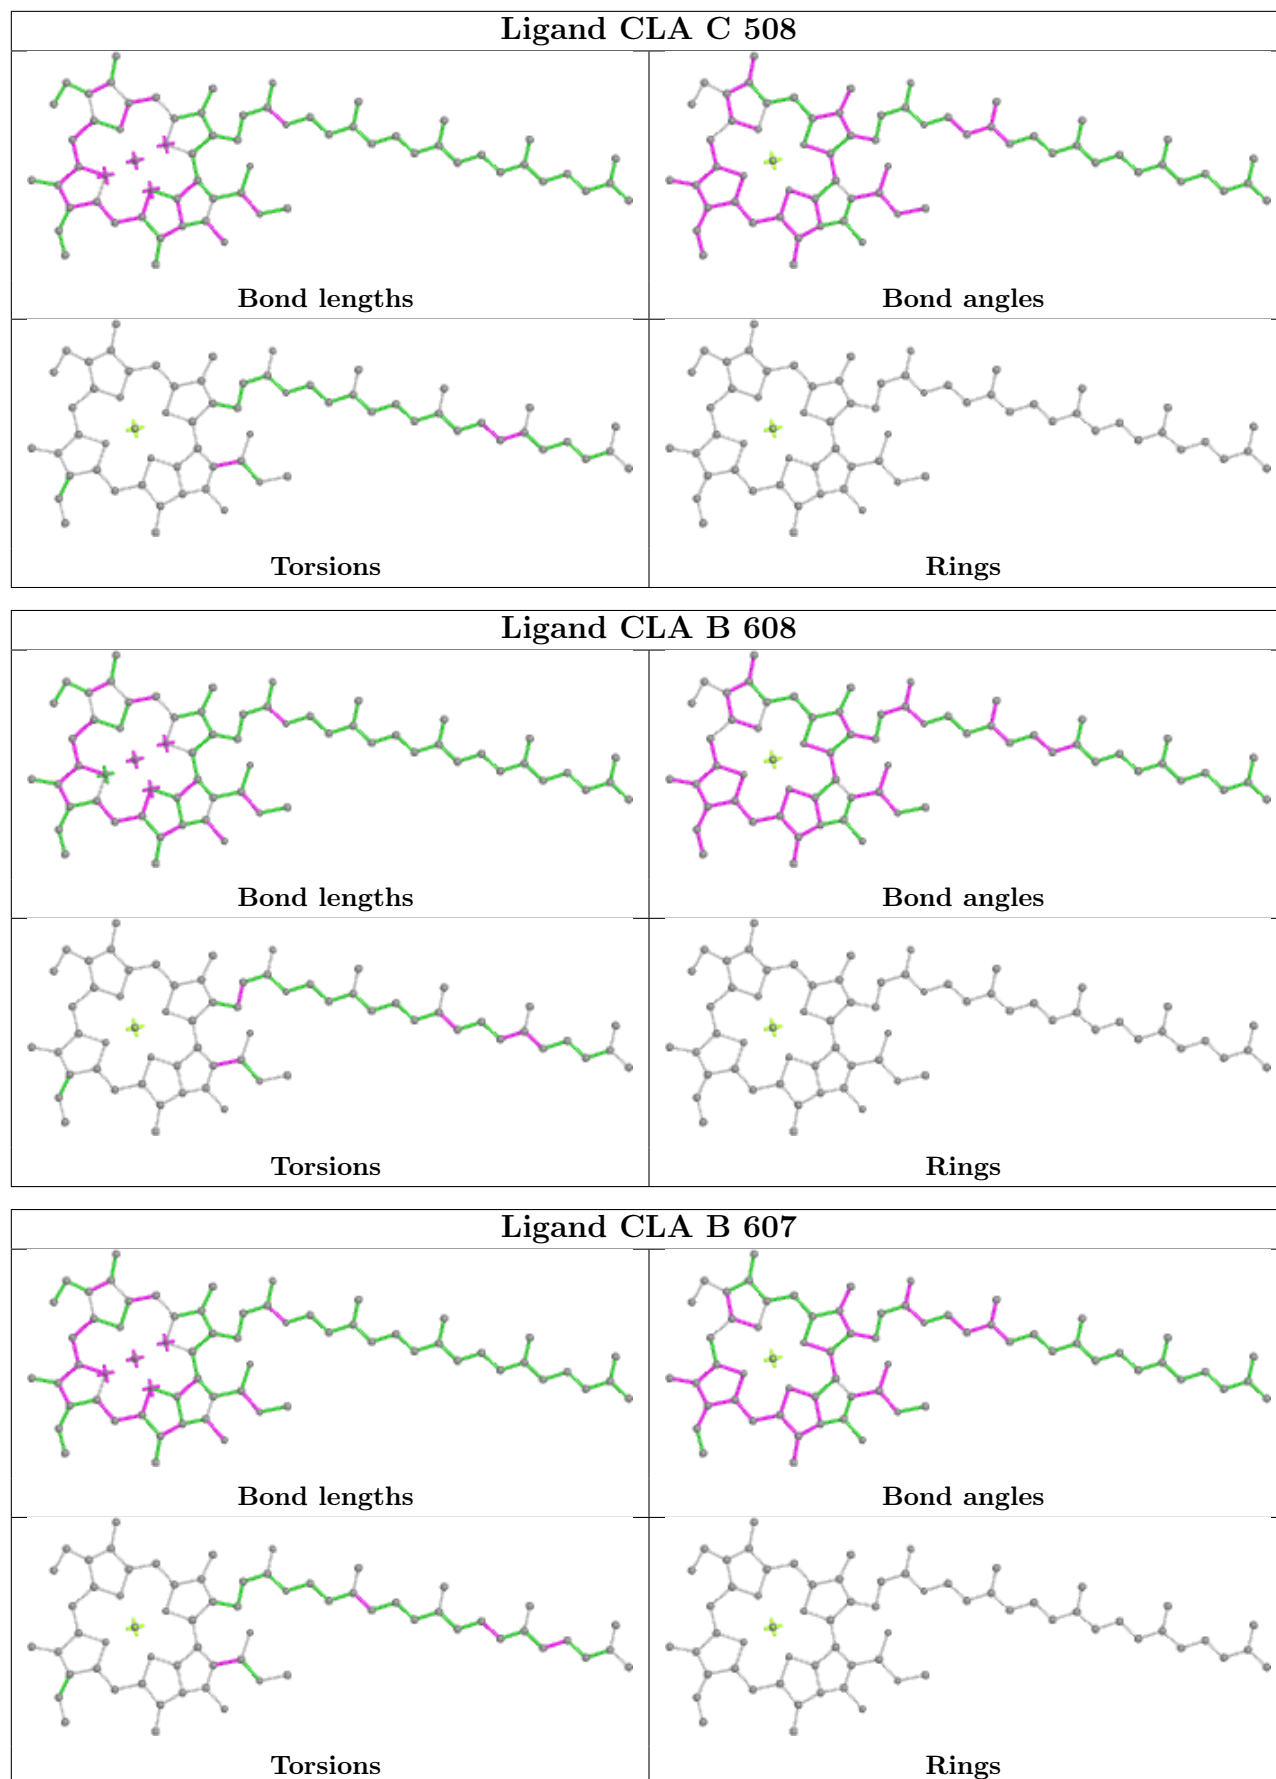 Ligand CLA C 508
Bond lengths
Bond angles
Torsions
Rings
Ligand CLA B 608
Bond lengths
Bond angles
Torsions
Rings
Ligand CLA B 607
Bond lengths
Bond angles
Torsions
Rings